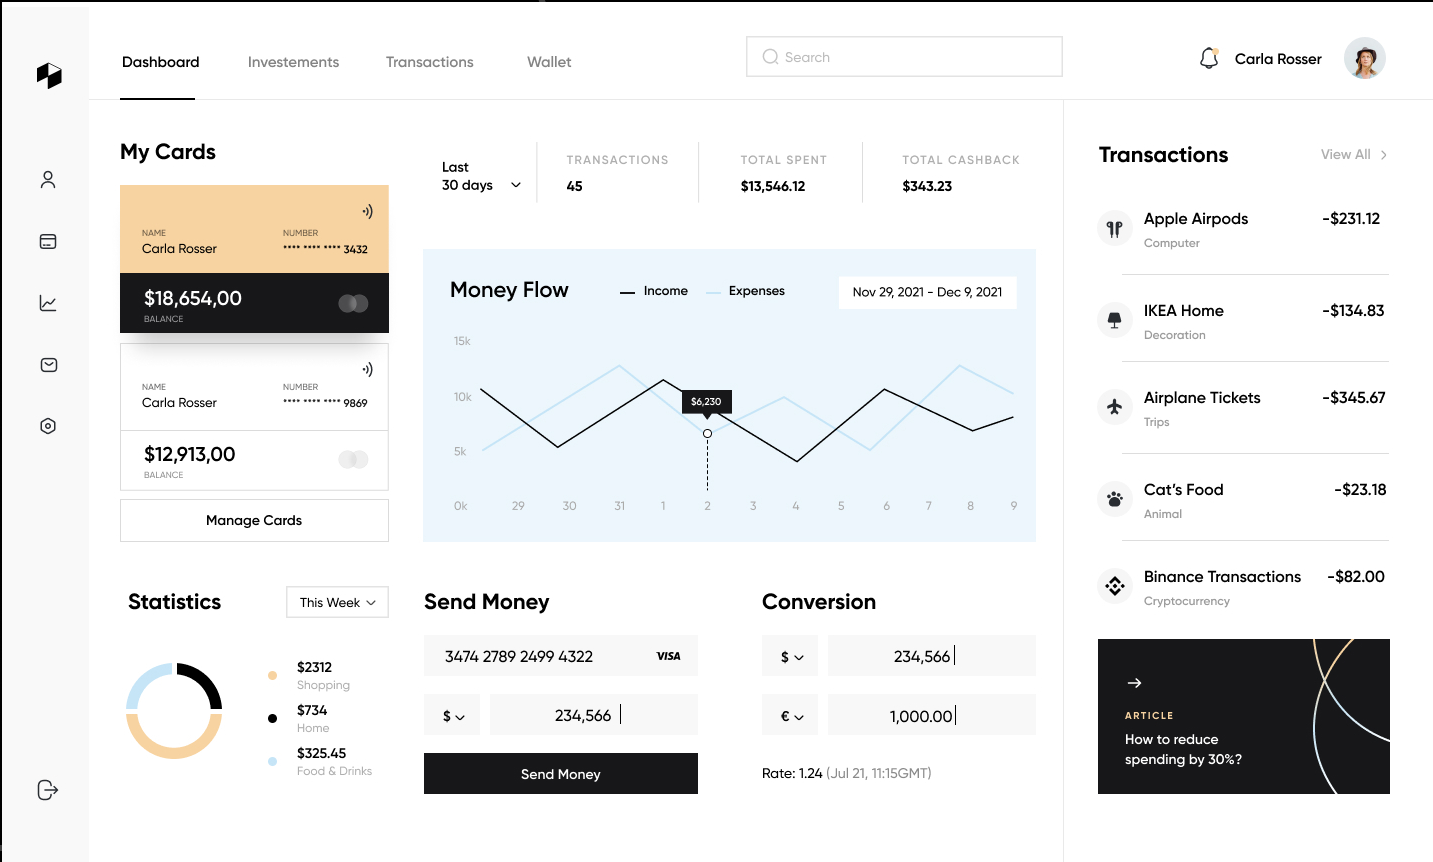 Dashboard
Investements
Transactions
Wallet
Search
Carla Rosser
My Cards
NAME
Carla Rosser
NUMBER
•••• •••• •••• 3432
$18,654,00
BALANCE
NAME
Carla Rosser
NUMBER
•••• •••• •••• 9869
$12,913,00
BALANCE
Manage Cards
Last
30 days
TRANSACTIONS
45
TOTAL SPENT
$13,546.12
TOTAL CASHBACK
$343.23
Money Flow
Income
Expenses
Nov 29, 2021 - Dec 9, 2021
15k
10k
5k
0k
$6,230
29 30 31 1 2 3 4 5 6 7 8 9
Statistics
This Week
$2312
Shopping
$734
Home
$325.45
Food & Drinks
Send Money
3474 2789 2499 4322
VISA
$
234,566
Send Money
Conversion
$
234,566
€
1,000.00
Rate: 1.24 (Jul 21, 11:15GMT)
Transactions
View All
Apple Airpods
-$231.12
Computer
IKEA Home
-$134.83
Decoration
Airplane Tickets
-$345.67
Trips
Cat’s Food
-$23.18
Animal
Binance Transactions
-$82.00
Cryptocurrency
ARTICLE
How to reduce
spending by 30%?